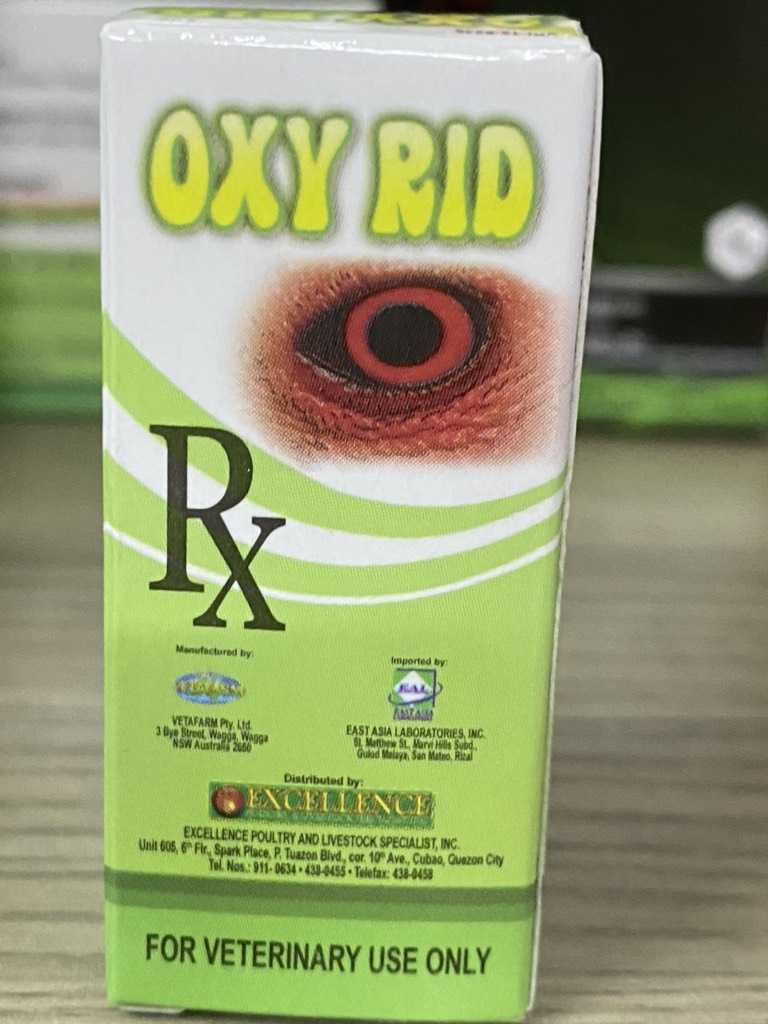 OXY RID
Rx
Manufactured by:
VETAFARM Pty. Ltd.
3 Bye Street, Wagga, Wagga
NSW Australia 2650
Imported by:
EAL
EAST ASIA
EAST ASIA LABORATORIES, INC.
St. Matthew St., Marvi Hills Subd.,
Gulod Malaya, San Mateo, Rizal
Distributed by:
EXCELLENCE
EXCELLENCE POULTRY AND LIVESTOCK SPECIALIST, INC.
Unit 605, 6th Flr., Spark Place, P. Tuazon Blvd., cor. 10th Ave., Cubao, Quezon City
Tel. Nos.: 911- 0634 • 438-0455 • Telefax: 438-0458
FOR VETERINARY USE ONLY